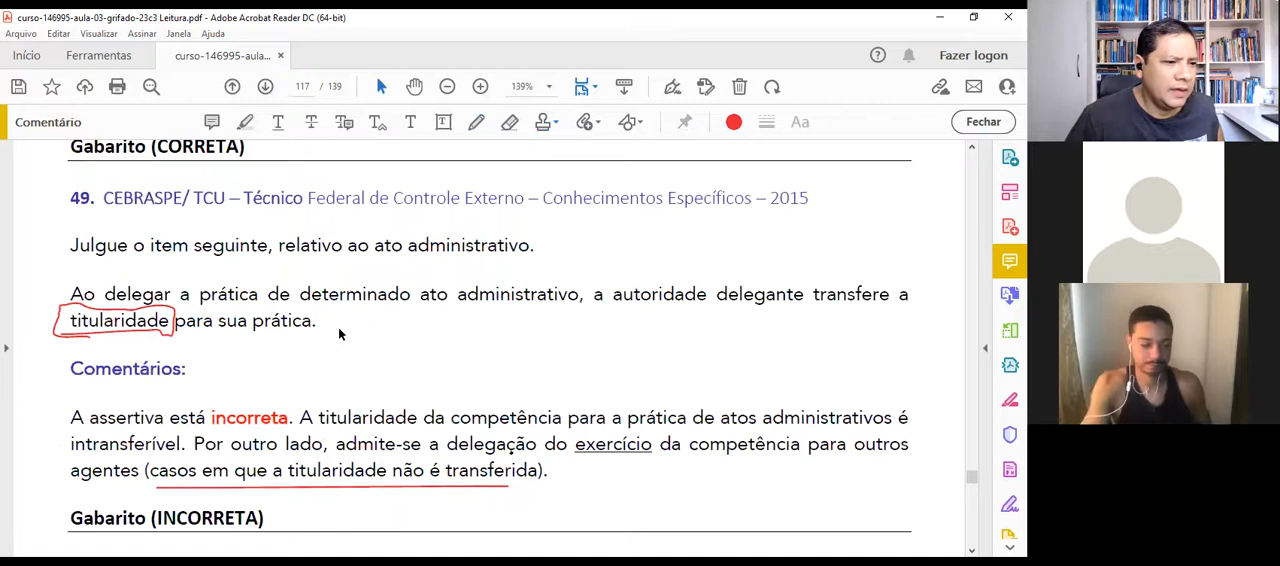 curso-146995-aula-03-grifado-23c3 Leitura.pdf - Adobe Acrobat Reader DC (64-bit)
Arquivo Editar Visualizar Assinar Janela Ajuda
Início Ferramentas curso-146995-aula-... × Fazer logon
117 / 139 139%
Comentário Aa Fechar
Gabarito (CORRETA)
49. CEBRASPE/ TCU – Técnico Federal de Controle Externo – Conhecimentos Específicos – 2015
Julgue o item seguinte, relativo ao ato administrativo.
Ao delegar a prática de determinado ato administrativo, a autoridade delegante transfere a
titularidade para sua prática.
Comentários:
A assertiva está incorreta. A titularidade da competência para a prática de atos administrativos é
intransferível. Por outro lado, admite-se a delegação do exercício da competência para outros
agentes (casos em que a titularidade não é transferida).
Gabarito (INCORRETA)